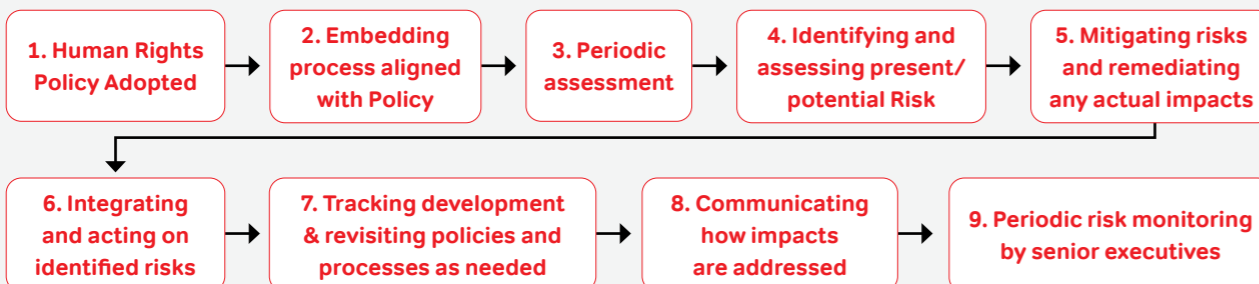 1. Human Rights
Policy Adopted
2. Embedding
process aligned
with Policy
3. Periodic
assessment
4. Identifying and
assessing present/
potential Risk
5. Mitigating risks
and remediating
any actual impacts
6. Integrating
and acting on
identified risks
7. Tracking development
& revisiting policies and
processes as needed
8. Communicating
how impacts
are addressed
9. Periodic risk monitoring
by senior executives